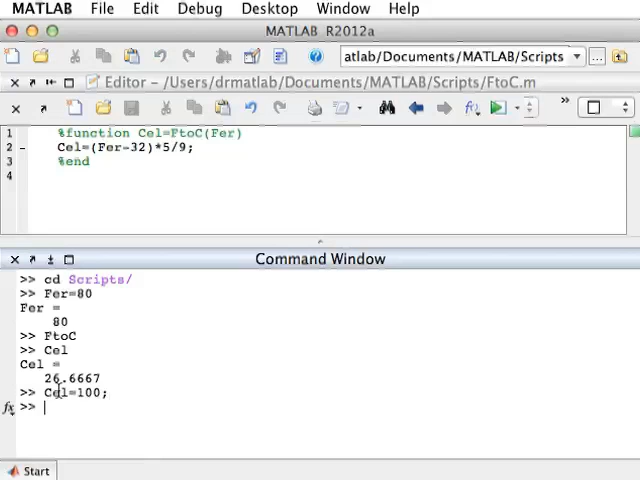 MATLAB File Edit Debug Desktop Window Help
MATLAB R2012a
atlab/Documents/MATLAB/Scripts ...
Editor – /Users/drmatlab/Documents/MATLAB/Scripts/FtoC.m
»
1 %function Cel=FtoC(Fer)
2 – Cel=(Fer-32)*5/9;
3 %end
4
Command Window
>> cd Scripts/
>> Fer=80
Fer =
80
>> FtoC
>> Cel
Cel =
26.6667
>> Cel=100;
fx >>
Start